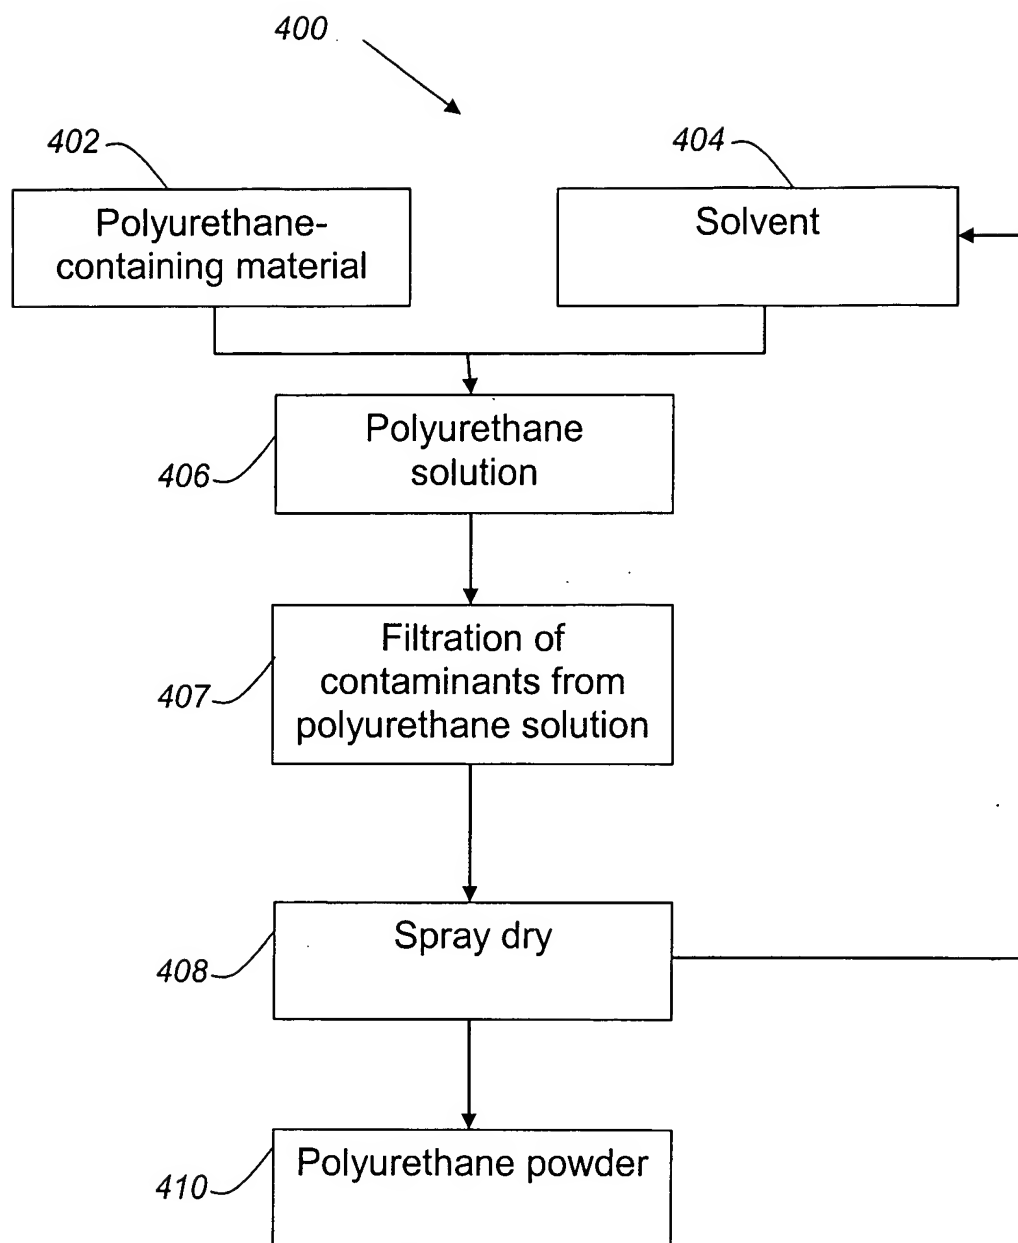 400
402
404
Polyurethane-
containing material
Solvent
Polyurethane
solution
406
Filtration of
contaminants from
polyurethane solution
407
Spray dry
408
Polyurethane powder
410